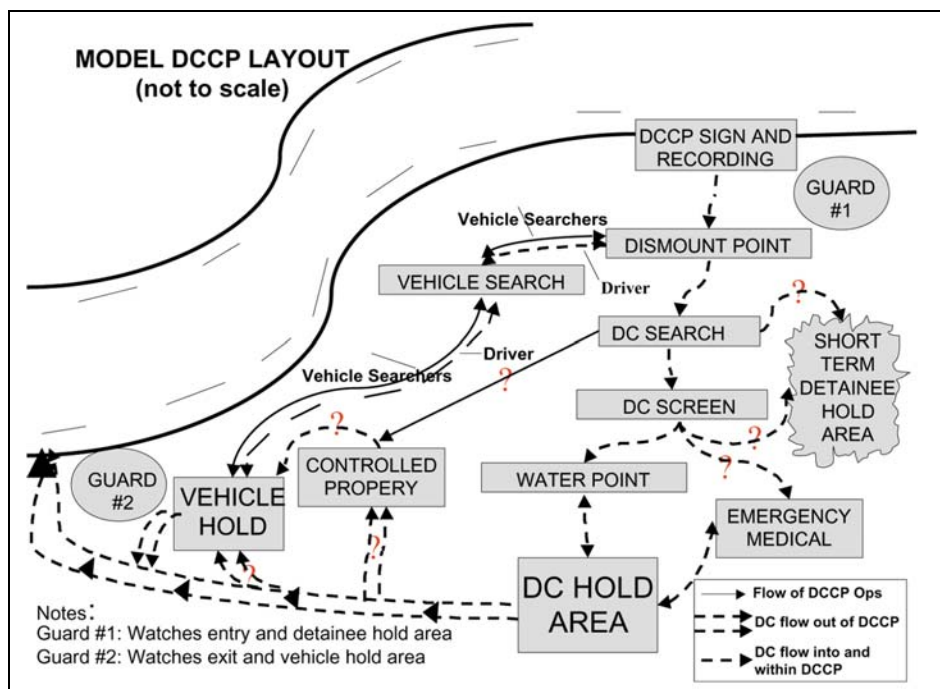 MODEL DCCP LAYOUT
(not to scale)
DCCP SIGN AND
RECORDING
GUARD
#1
Vehicle Searchers
DISMOUNT POINT
VEHICLE SEARCH
Driver
?
DC SEARCH
SHORT
TERM
DETAINEE
HOLD
AREA
Driver
Vehicle Searchers
?
DC SCREEN
?
?
?
GUARD
#2
CONTROLLED
PROPERY
WATER POINT
VEHICLE
HOLD
EMERGENCY
MEDICAL
?
?
DC HOLD
AREA
Flow of DCCP Ops
DC flow out of DCCP
DC flow into and
within DCCP
Notes:
Guard #1: Watches entry and detainee hold area
Guard #2: Watches exit and vehicle hold area